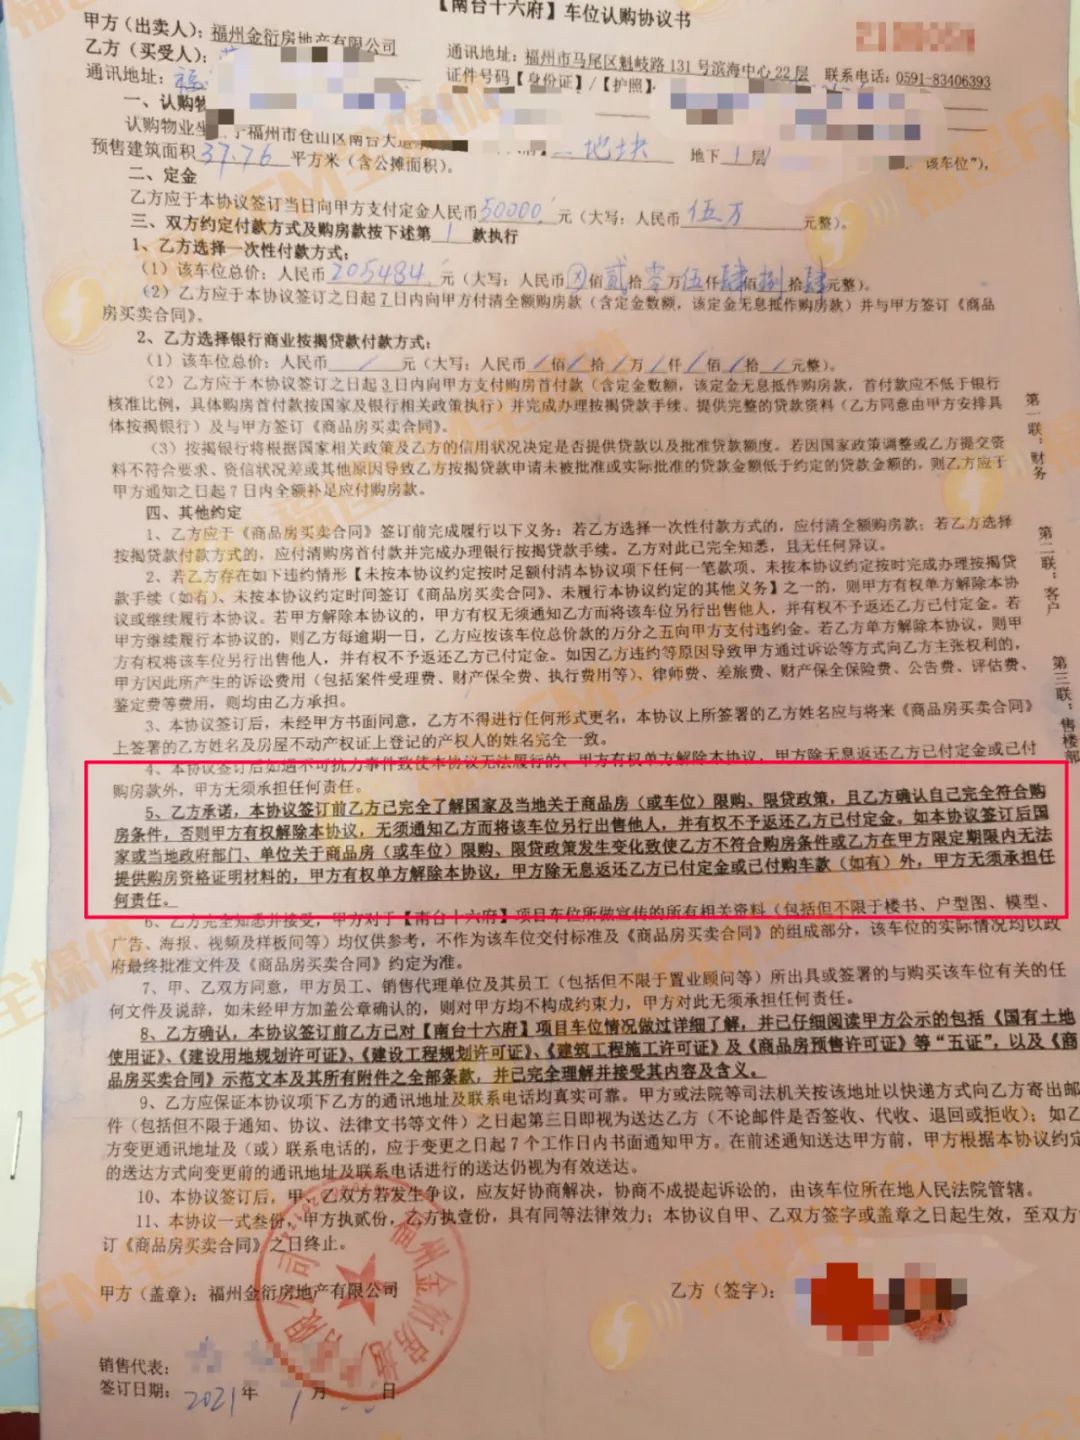 【南台十六府】车位认购协议书
甲方（出卖人）：福州金衍房地产有限公司
乙方（买受人）：
通讯地址：福州市马尾区魁岐路131号滨海中心22层 联系电话：0591-83406393
通讯地址：福
证件号码【身份证】/【护照】：
一、认购物
认购物业坐 于福州市仓山区南台大道 二地块 地下1层 该车位”），
预售建筑面积37.76平方米（含公摊面积）。
二、定金
乙方应于本协议签订当日向甲方支付定金人民币50000元（大写：人民币伍万元整）。
三、双方约定付款方式及购房款按下述第1款执行
1、乙方选择一次性付款方式：
（1）该车位总价：人民币205484元（大写：人民币ⓧ佰贰拾零万伍仟肆佰捌拾肆元整）。
（2）乙方应于本协议签订之日起7日内向甲方付清全额购房款（含定金数额，该定金无息抵作购房款）并与甲方签订《商品
房买卖合同》。
2、乙方选择银行商业按揭贷款付款方式：
（1）该车位总价：人民币/元（大写：人民币/佰/拾/万/仟/佰/拾/元整）。
（2）乙方应于本协议签订之日起3日内向甲方支付购房首付款（含定金数额，该定金无息抵作购房款，首付款应不低于银行
核准比例，具体购房首付款按国家及银行相关政策执行）并完成办理按揭贷款手续、提供完整的贷款资料（乙方同意由甲方安排具
体按揭银行）及与甲方签订《商品房买卖合同》。
（3）按揭银行将根据国家相关政策及乙方的信用状况决定是否提供贷款以及批准贷款额度。若因国家政策调整或乙方提交资
料不符合要求、资信状况差或其他原因导致乙方按揭贷款申请未被批准或实际批准的贷款金额低于约定的贷款金额的，则乙方应于
甲方通知之日起7日内全额补足应付购房款。
四、其他约定
1、乙方应于《商品房买卖合同》签订前完成履行以下义务：若乙方选择一次性付款方式的，应付清全额购房款；若乙方选择
按揭贷款付款方式的，应付清购房首付款并完成办理银行按揭贷款手续。乙方对此已完全知悉，且无任何异议。
2、若乙方存在如下违约情形【未按本协议约定按时足额付清本协议项下任何一笔款项、未按本协议约定按时完成办理按揭贷
款手续（如有）、未按本协议约定时间签订《商品房买卖合同》、未履行本协议约定的其他义务】之一的，则甲方有权单方解除本协
议或继续履行本协议。若甲方解除本协议的，甲方有权无须通知乙方而将该车位另行出售他人，并有权不予返还乙方已付定金。若
甲方继续履行本协议的，则乙方每逾期一日，乙方应按该车位总价款的万分之五向甲方支付违约金。若乙方单方解除本协议，则甲
方有权将该车位另行出售他人，并有权不予返还乙方已付定金。如因乙方违约等原因导致甲方通过诉讼等方式向乙方主张权利的，
甲方因此所产生的诉讼费用（包括案件受理费、财产保全费、执行费用等）、律师费、差旅费、财产保全保险费、公告费、评估费、
鉴定费等费用，则均由乙方承担。
3、本协议签订后，未经甲方书面同意，乙方不得进行任何形式更名，本协议上所签署的乙方姓名应与将来《商品房买卖合同》
上签署的乙方姓名及房屋不动产权证上登记的产权人的姓名完全一致。
4、本协议签订后如遇不可抗力事件致使本协议无法履行的，甲方有权单方解除本协议，甲方除无息返还乙方已付定金或已付
购房款外，甲方无须承担任何责任。
5、乙方承诺，本协议签订前乙方已完全了解国家及当地关于商品房（或车位）限购、限贷政策，且乙方确认自己完全符合购
房条件，否则甲方有权解除本协议，无须通知乙方而将该车位另行出售他人，并有权不予返还乙方已付定金。如本协议签订后国
家或当地政府部门、单位关于商品房（或车位）限购、限贷政策发生变化致使乙方不符合购房条件或乙方在甲方限定期限内无法
提供购房资格证明材料的，甲方有权单方解除本协议，甲方除无息返还乙方已付定金或已付购车款（如有）外，甲方无须承担任
何责任。
6、乙方完全知悉并接受，甲方对于【南台十六府】项目车位所做宣传的所有相关资料（包括但不限于楼书、户型图、模型、
广告、海报、视频及样板间等）均仅供参考，不作为该车位交付标准及《商品房买卖合同》的组成部分，该车位的实际情况均以政
府最终批准文件及《商品房买卖合同》约定为准。
7、甲、乙双方同意，甲方员工、销售代理单位及其员工（包括但不限于置业顾问等）所出具或签署的与购买该车位有关的任
何文件及说辞，如未经甲方加盖公章确认的，则对甲方均不构成约束力，甲方对此无须承担任何责任。
8、乙方确认，本协议签订前乙方已对【南台十六府】项目车位情况做过详细了解，并已仔细阅读甲方公示的包括《国有土地
使用证》、《建设用地规划许可证》、《建设工程规划许可证》、《建筑工程施工许可证》及《商品房预售许可证》等“五证”，以及《商
品房买卖合同》示范文本及其所有附件之全部条款，并已完全理解并接受其内容及含义。
9、乙方应保证本协议项下乙方的通讯地址及联系电话均真实可靠。甲方或法院等司法机关按该地址以快递方式向乙方寄出邮
件（包括但不限于通知、协议、法律文书等文件）之日起第三日即视为送达乙方（不论邮件是否签收、代收、退回或拒收）；如乙
方变更通讯地址及（或）联系电话的，应于变更之日起7个工作日内书面通知甲方。在前述通知送达甲方前，甲方根据本协议约定
的送达方式向变更前的通讯地址及联系电话进行的送达仍视为有效送达。
10、本协议签订后，甲、乙双方若发生争议，应友好协商解决，协商不成提起诉讼的，由该车位所在地人民法院管辖。
11、本协议一式叁份，甲方执贰份，乙方执壹份，具有同等法律效力；本协议自甲、乙双方签字或盖章之日起生效，至双方
订《商品房买卖合同》之日终止。
甲方（盖章）：福州金衍房地产有限公司
乙方（签字）：
销售代表：
签订日期：2021年1月 日
第一联：财务
第二联：客户
第三联：售楼部